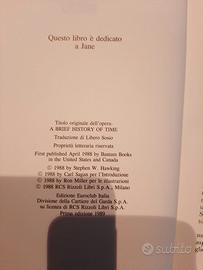 Questo libro è dedicato
a Jane
Titolo originale dell'opera:
A BRIEF HISTORY OF TIME
Traduzione di Libero Sosio
Proprietà letteraria riservata
First published April 1988 by Bantam Books
in the United States and Canada
© 1988 by Stephen W. Hawking
© 1988 by Carl Sagan per l'Introduzione
© 1988 by Ron Miller per le illustrazioni
© 1988 RCS Rizzoli Libri S.p.A., Milano
Edizione Euroclub Italia
Divisione della Cartiere del Garda S.p.A.
su licenza di RCS Rizzoli Libri S.p.A.
Prima edizione 1989
subito